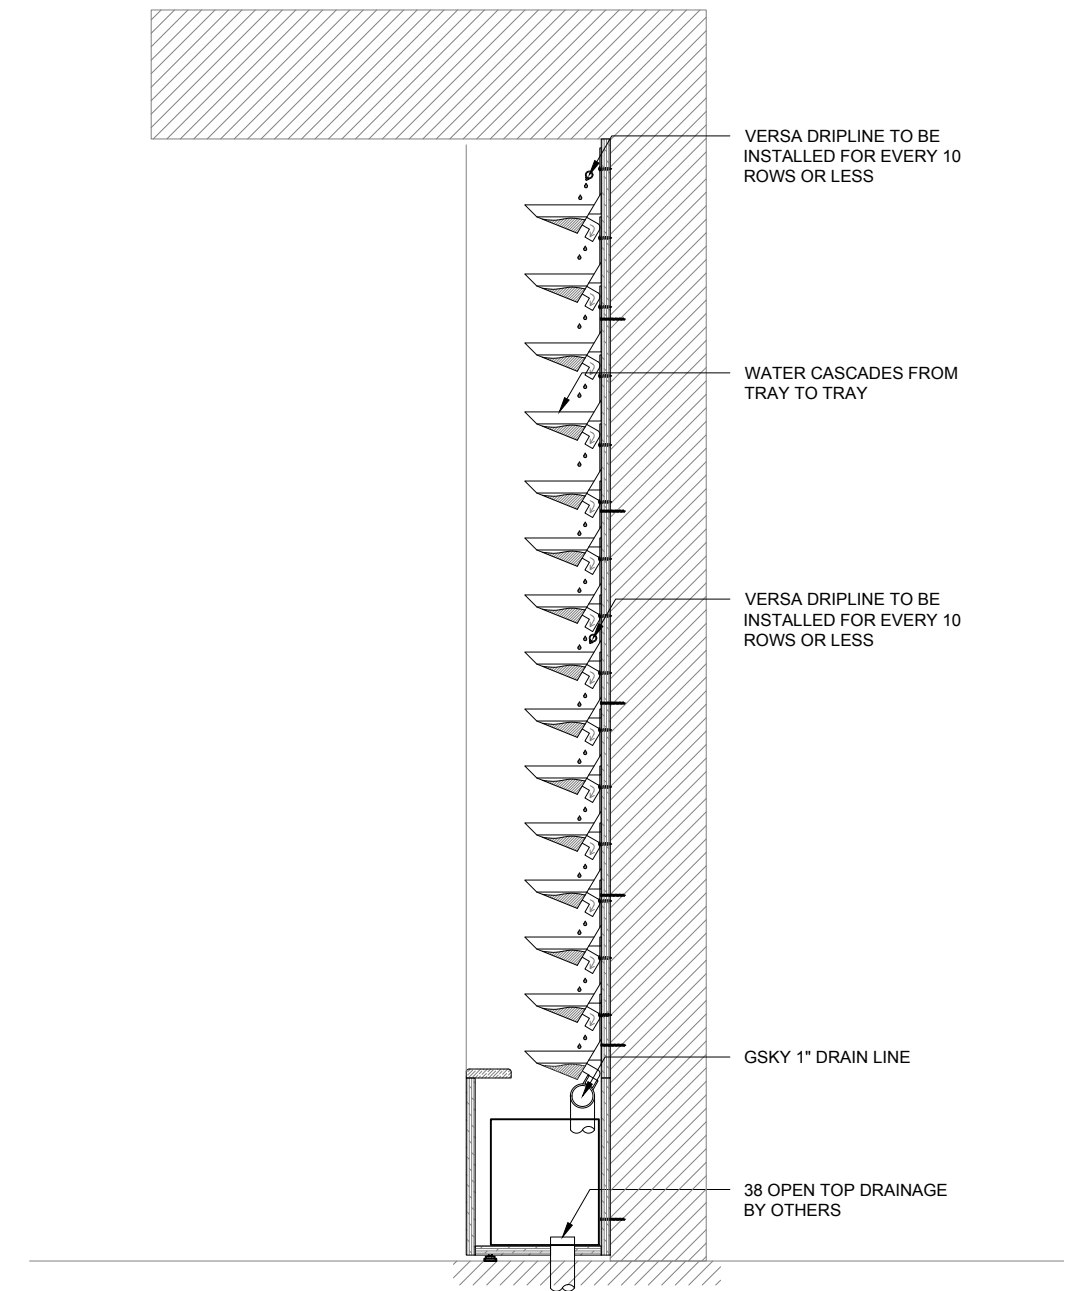 VERSA DRIPLINE TO BE
INSTALLED FOR EVERY 10
ROWS OR LESS
WATER CASCADES FROM
TRAY TO TRAY
VERSA DRIPLINE TO BE
INSTALLED FOR EVERY 10
ROWS OR LESS
GSKY 1" DRAIN LINE
38 OPEN TOP DRAINAGE
BY OTHERS